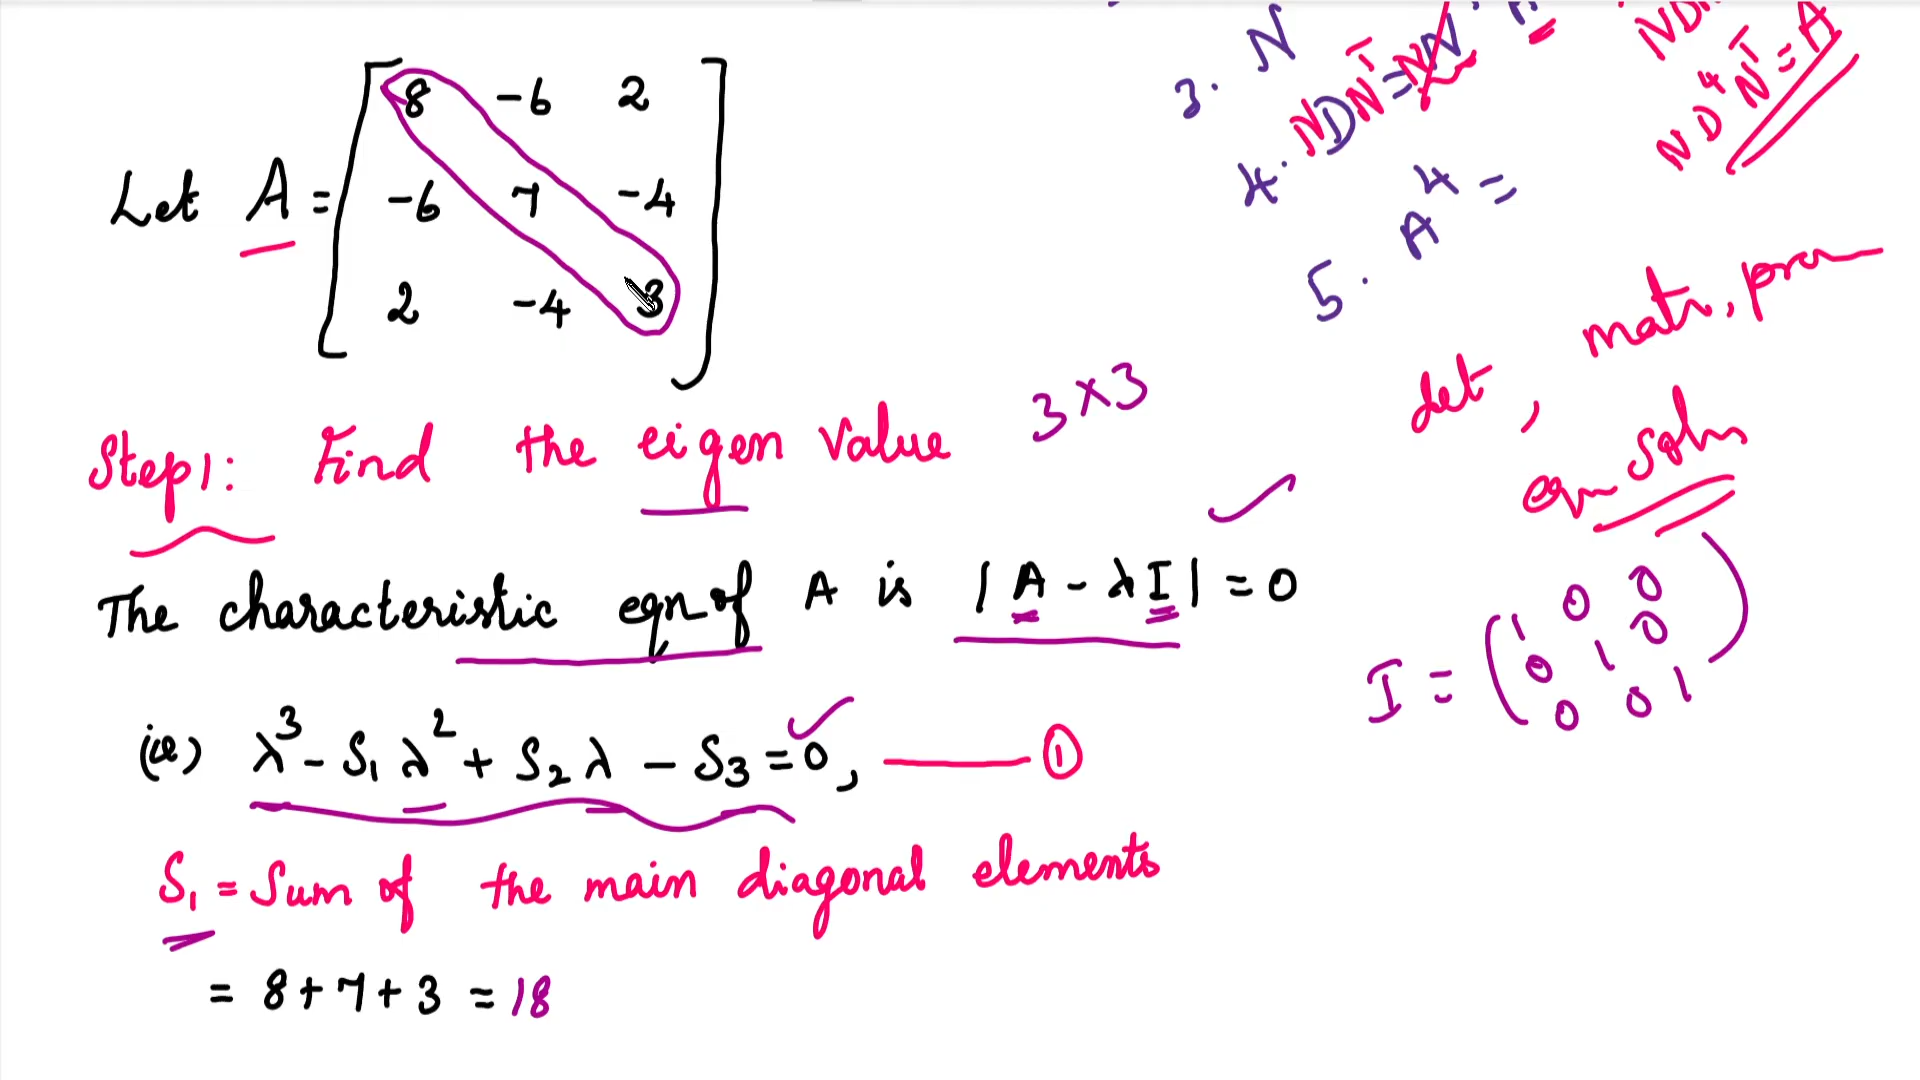 Let A = [ 8 -6 2
-6 7 -4
2 -4 3 ]
3. N
4. NDNᵀ =
NDᵀ
ND⁴Nᵀ = A
5. A⁴ =
det, matr, pro
eqn soln
3×3
Step1: Find the eigen value
The characteristic eqn of A is |A - λI| = 0
I = ( 1 0 0
0 1 0
0 0 1 )
(ie) λ³ - S₁λ² + S₂λ - S₃ = 0, ——— ①
S₁ = Sum of the main diagonal elements
= 8+7+3 = 18